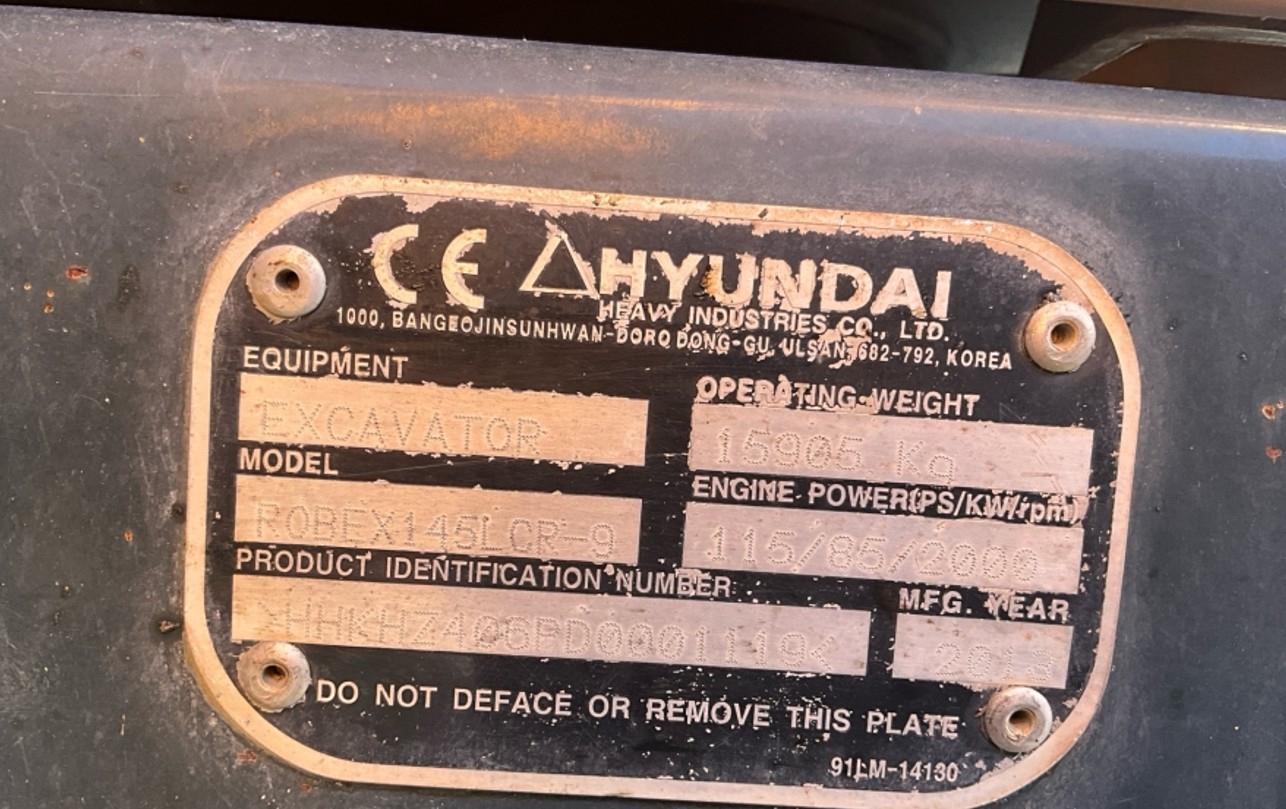 CE HYUNDAI
HEAVY INDUSTRIES CO., LTD.
1000, BANGEOJINSUNHWAN-DORO DONG-GU, ULSAN, 682-792, KOREA
EQUIPMENT
EXCAVATOR
OPERATING WEIGHT
15905 Kg
MODEL
ROBEX145LCR-9
ENGINE POWER(PS/KW/rpm)
115/85/2000
PRODUCT IDENTIFICATION NUMBER
MFG. YEAR
2013
DO NOT DEFACE OR REMOVE THIS PLATE
91LM-14130